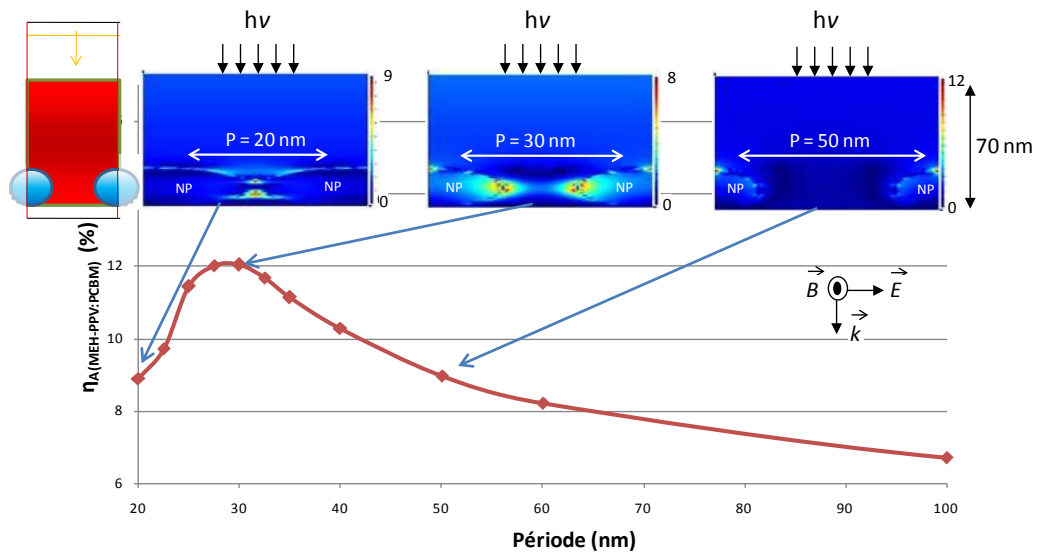 hν
hν
hν
9
8
12
P = 20 nm
P = 30 nm
P = 50 nm
70 nm
NP
NP
NP
NP
NP
NP
0
0
0
η_A(MEH-PPV:PCBM) (%)
12
10
8
6
B E
k
20 30 40 50 60 70 80 90 100
Période (nm)